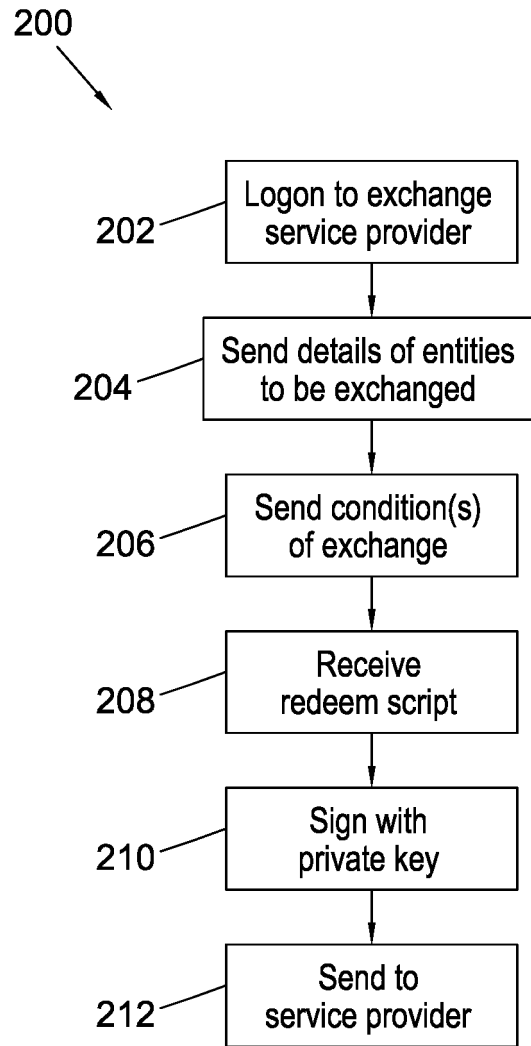 200
202
Logon to exchange
service provider
204
Send details of entities
to be exchanged
206
Send condition(s)
of exchange
208
Receive
redeem script
210
Sign with
private key
212
Send to
service provider